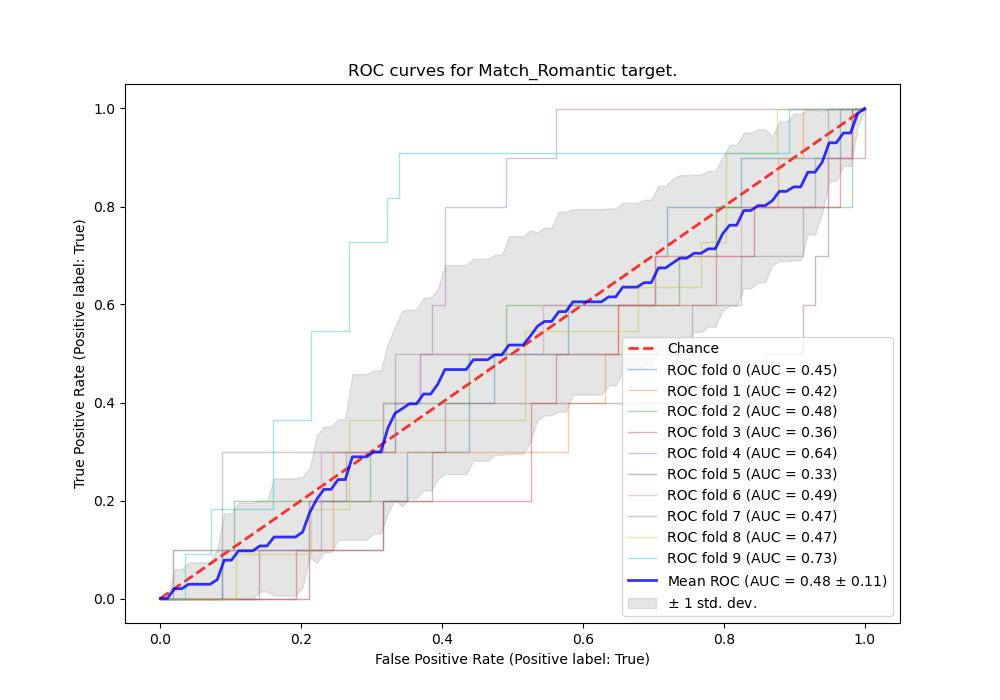 ROC curves for Match_Romantic target.
True Positive Rate (Positive label: True)
1.0
0.8
0.6
0.4
0.2
0.0
Chance
ROC fold 0 (AUC = 0.45)
ROC fold 1 (AUC = 0.42)
ROC fold 2 (AUC = 0.48)
ROC fold 3 (AUC = 0.36)
ROC fold 4 (AUC = 0.64)
ROC fold 5 (AUC = 0.33)
ROC fold 6 (AUC = 0.49)
ROC fold 7 (AUC = 0.47)
ROC fold 8 (AUC = 0.47)
ROC fold 9 (AUC = 0.73)
Mean ROC (AUC = 0.48 ± 0.11)
± 1 std. dev.
0.0 0.2 0.4 0.6 0.8 1.0
False Positive Rate (Positive label: True)